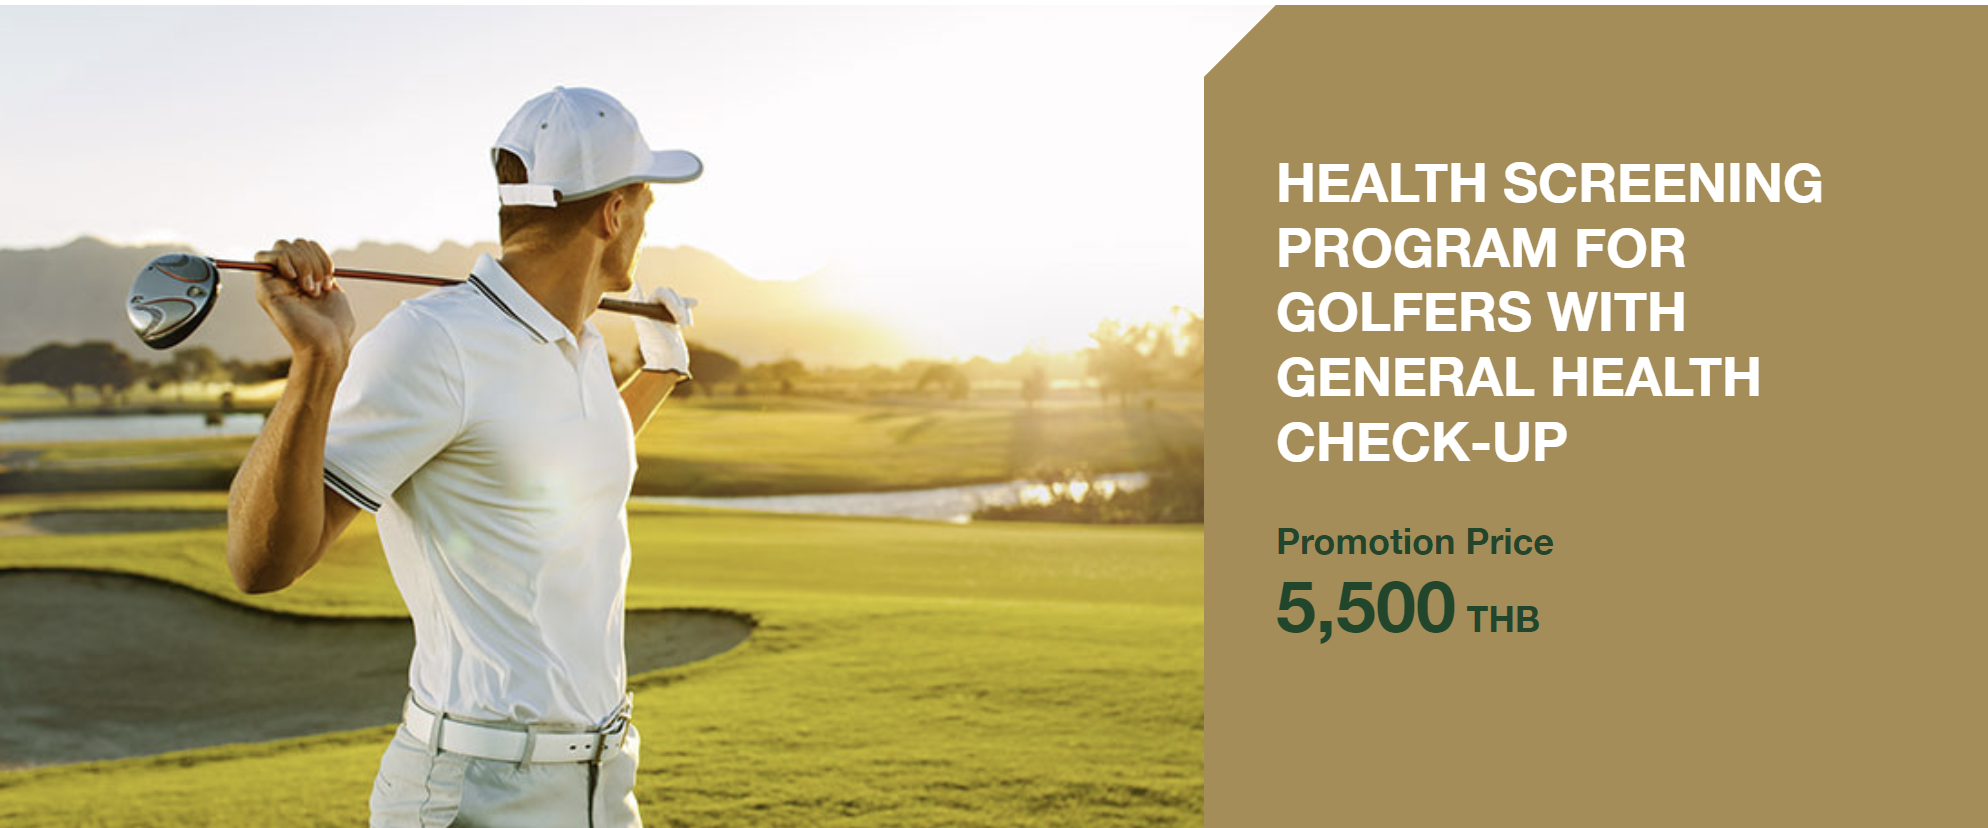 HEALTH SCREENING
PROGRAM FOR
GOLFERS WITH
GENERAL HEALTH
CHECK-UP
Promotion Price
5,500 THB